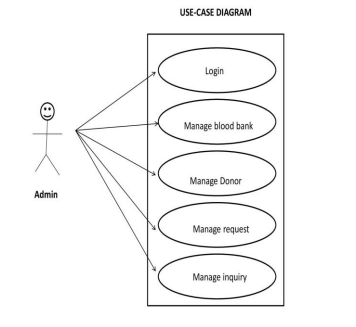 USE-CASE DIAGRAM
Login
Manage blood bank
Manage Donor
Admin
Manage request
Manage inquiry